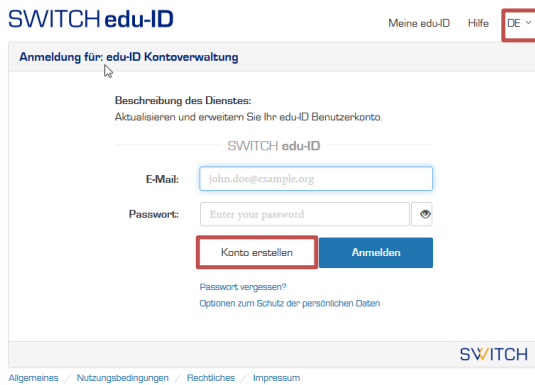 SWITCH edu-ID
Meine edu-ID Hilfe DE
Anmeldung für: edu-ID Kontoverwaltung
Beschreibung des Dienstes:
Aktualisieren und erweitern Sie Ihr edu-ID Benutzerkonto.
SWITCH edu-ID
E-Mail: john.doe@example.org
Passwort: Enter your password
Konto erstellen Anmelden
Passwort vergessen?
Optionen zum Schutz der persönlichen Daten
SWITCH
Allgemeines / Nutzungsbedingungen / Rechtliches / Impressum